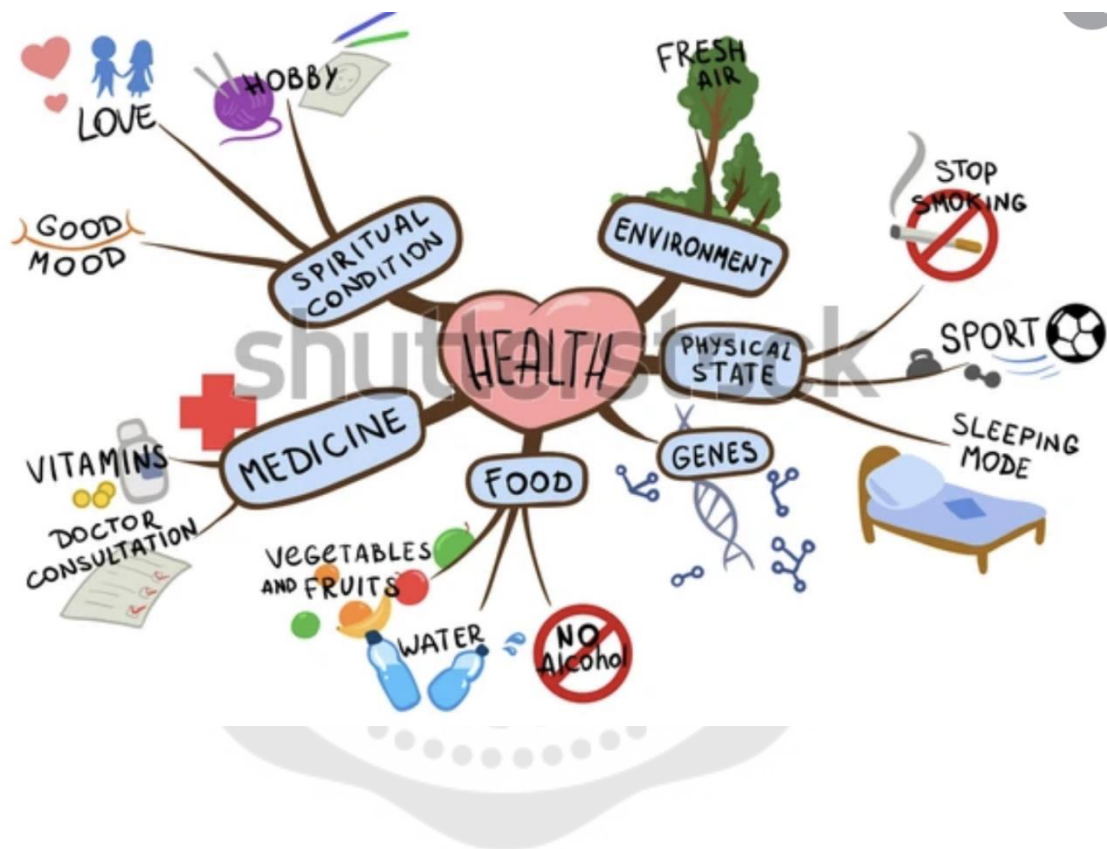 LOVE
HOBBY
GOOD
MOOD
SPIRITUAL
CONDITION
FRESH
AIR
ENVIRONMENT
STOP
SMOKING
HEALTH
PHYSICAL
STATE
SPORT
SLEEPING
MODE
GENES
MEDICINE
VITAMINS
DOCTOR
CONSULTATION
FOOD
VEGETABLES
AND FRUITS
WATER
NO
Alcohol
shutterstock